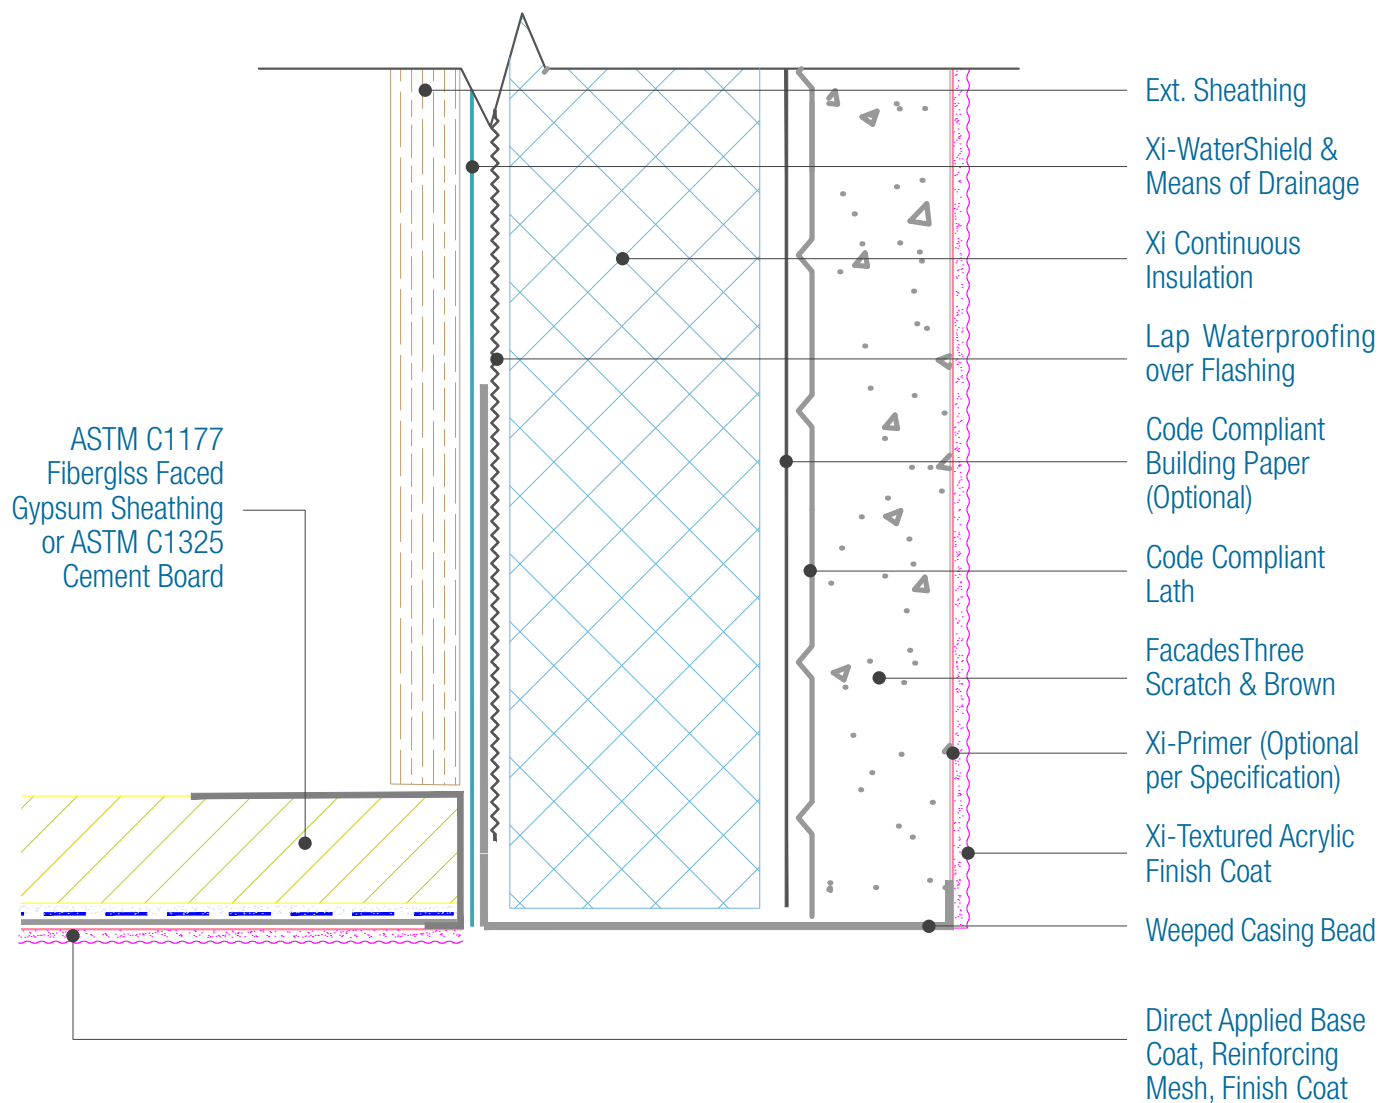 Ext. Sheathing
Xi-WaterShield &
Means of Drainage
Xi Continuous
Insulation
Lap Waterproofing
over Flashing
Code Compliant
Building Paper
(Optional)
Code Compliant
Lath
FacadesThree
Scratch & Brown
Xi-Primer (Optional
per Specification)
Xi-Textured Acrylic
Finish Coat
Weeped Casing Bead
Direct Applied Base
Coat, Reinforcing
Mesh, Finish Coat
ASTM C1177
Fiberglss Faced
Gypsum Sheathing
or ASTM C1325
Cement Board